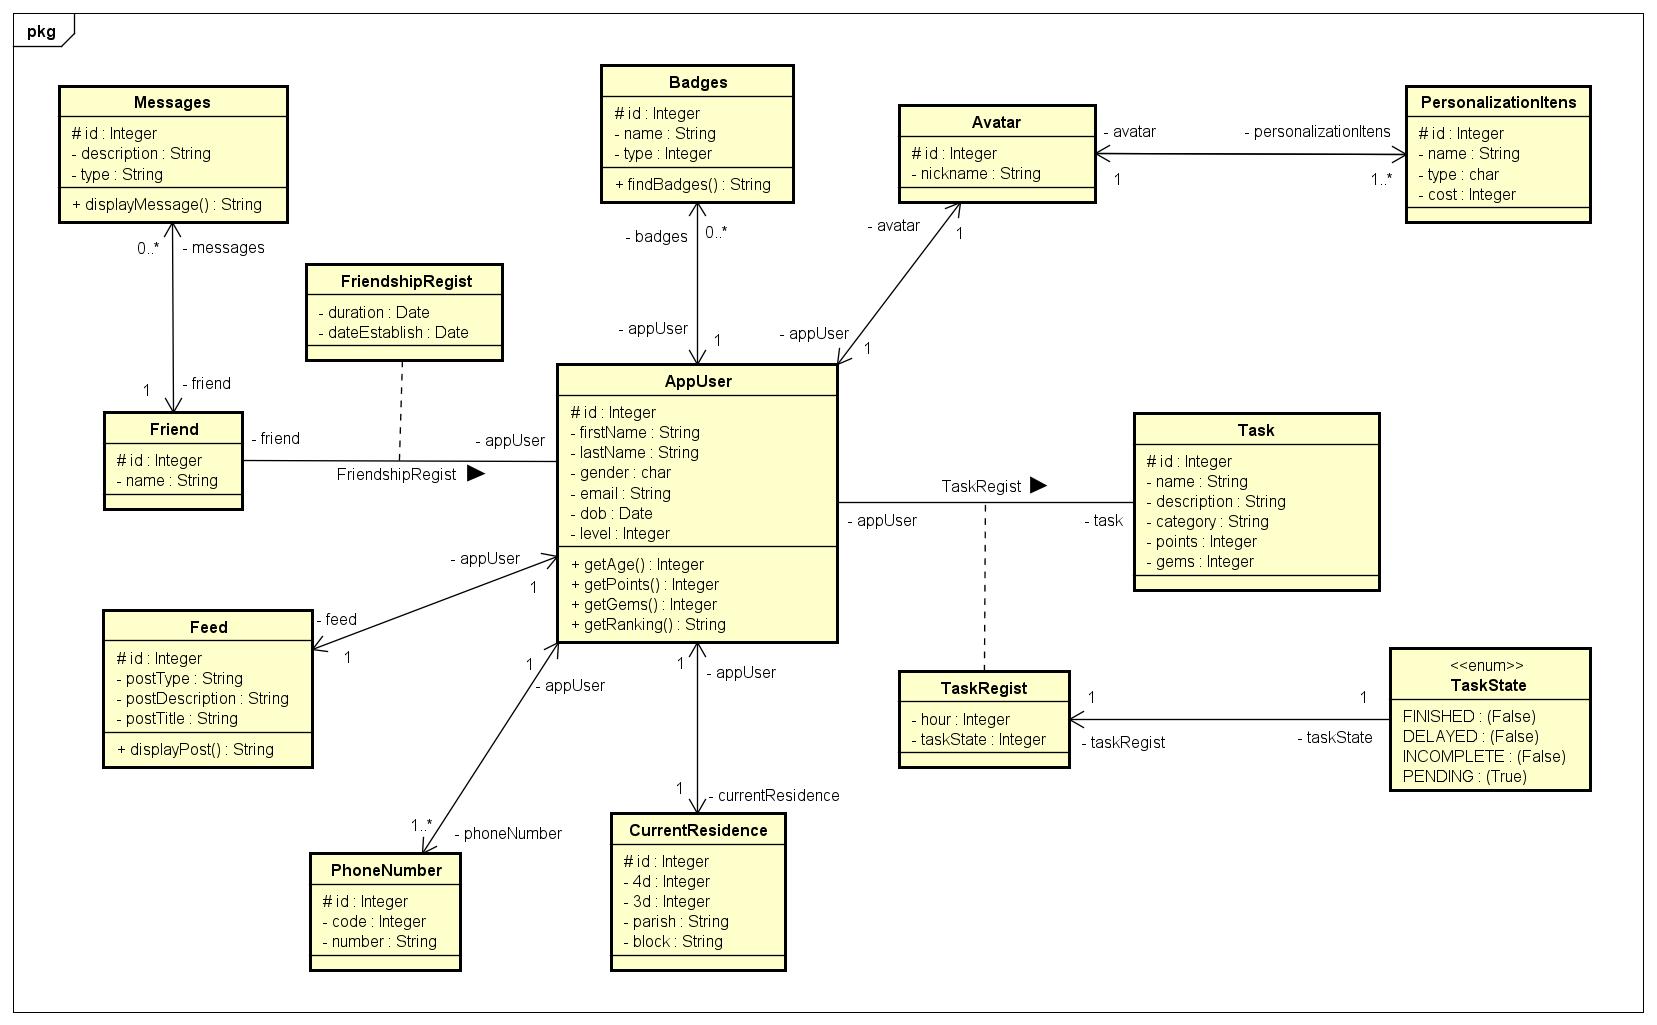 pkg
Messages
# id : Integer
- description : String
- type : String
+ displayMessage() : String
0..*
- messages
1
- friend
Friend
# id : Integer
- name : String
FriendshipRegist
- duration : Date
- dateEstablish : Date
- friend
- appUser
FriendshipRegist
Badges
# id : Integer
- name : String
- type : Integer
+ findBadges() : String
- badges
0..*
- appUser
1
Avatar
# id : Integer
- nickname : String
- avatar
1
- personalizationItens
1..*
PersonalizationItens
# id : Integer
- name : String
- type : char
- cost : Integer
- avatar
1
- appUser
1
AppUser
# id : Integer
- firstName : String
- lastName : String
- gender : char
- email : String
- dob : Date
- level : Integer
+ getAge() : Integer
+ getPoints() : Integer
+ getGems() : Integer
+ getRanking() : String
TaskRegist
- appUser
- task
Task
# id : Integer
- name : String
- description : String
- category : String
- points : Integer
- gems : Integer
- appUser
1
- feed
1
Feed
# id : Integer
- postType : String
- postDescription : String
- postTitle : String
+ displayPost() : String
1
- appUser
1..*
- phoneNumber
PhoneNumber
# id : Integer
- code : Integer
- number : String
1
- appUser
1
- currentResidence
CurrentResidence
# id : Integer
- 4d : Integer
- 3d : Integer
- parish : String
- block : String
TaskRegist
- hour : Integer
- taskState : Integer
1
- taskRegist
1
- taskState
<<enum>>
TaskState
FINISHED : (False)
DELAYED : (False)
INCOMPLETE : (False)
PENDING : (True)